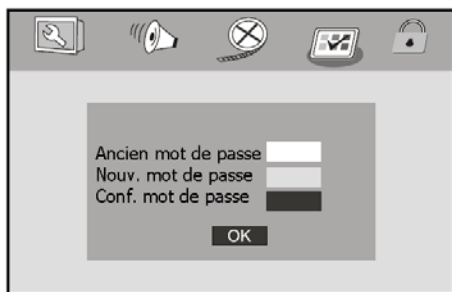 Ancien mot de passe
Nouv. mot de passe
Conf. mot de passe
OK